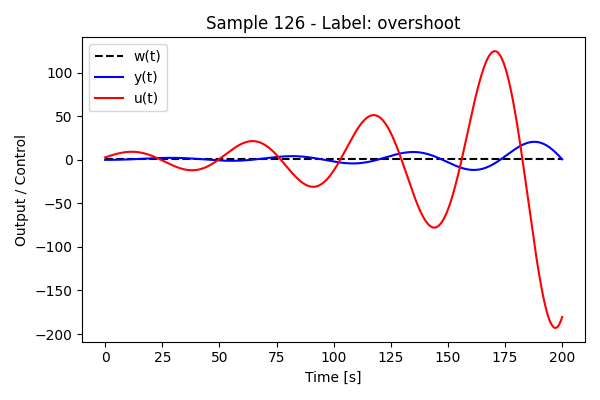 Sample 126 - Label: overshoot
w(t)
y(t)
u(t)
Output / Control
100
50
0
−50
−100
−150
−200
0 25 50 75 100 125 150 175 200
Time [s]